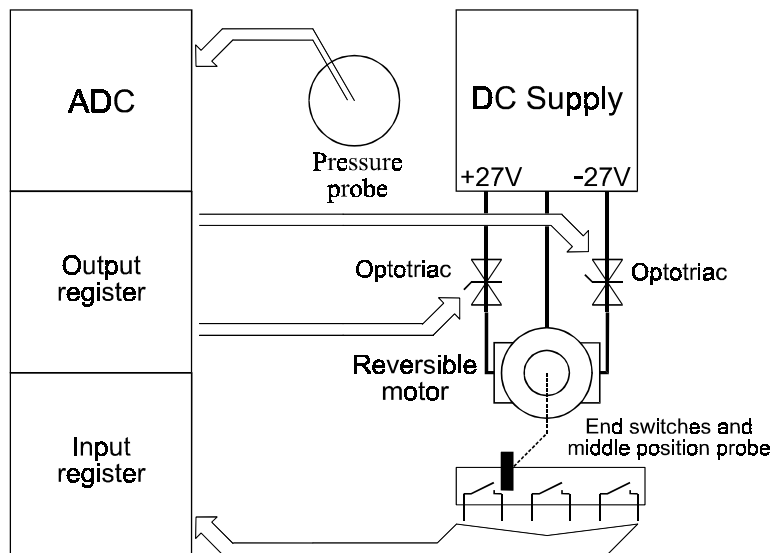 ADC
Pressure
probe
DC Supply
+27V
-27V
Output
register
Optotriac
Optotriac
Reversible
motor
Input
register
End switches and
middle position probe